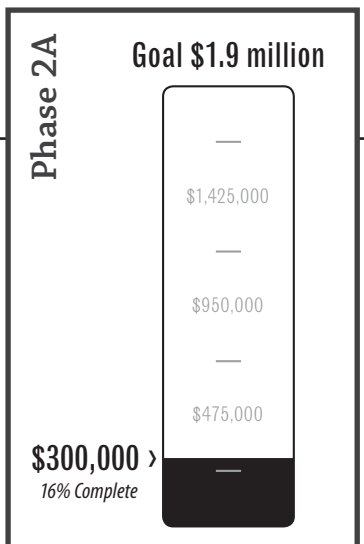 Phase 2A
Goal $1.9 million
$1,425,000
$950,000
$475,000
$300,000 ›
16% Complete